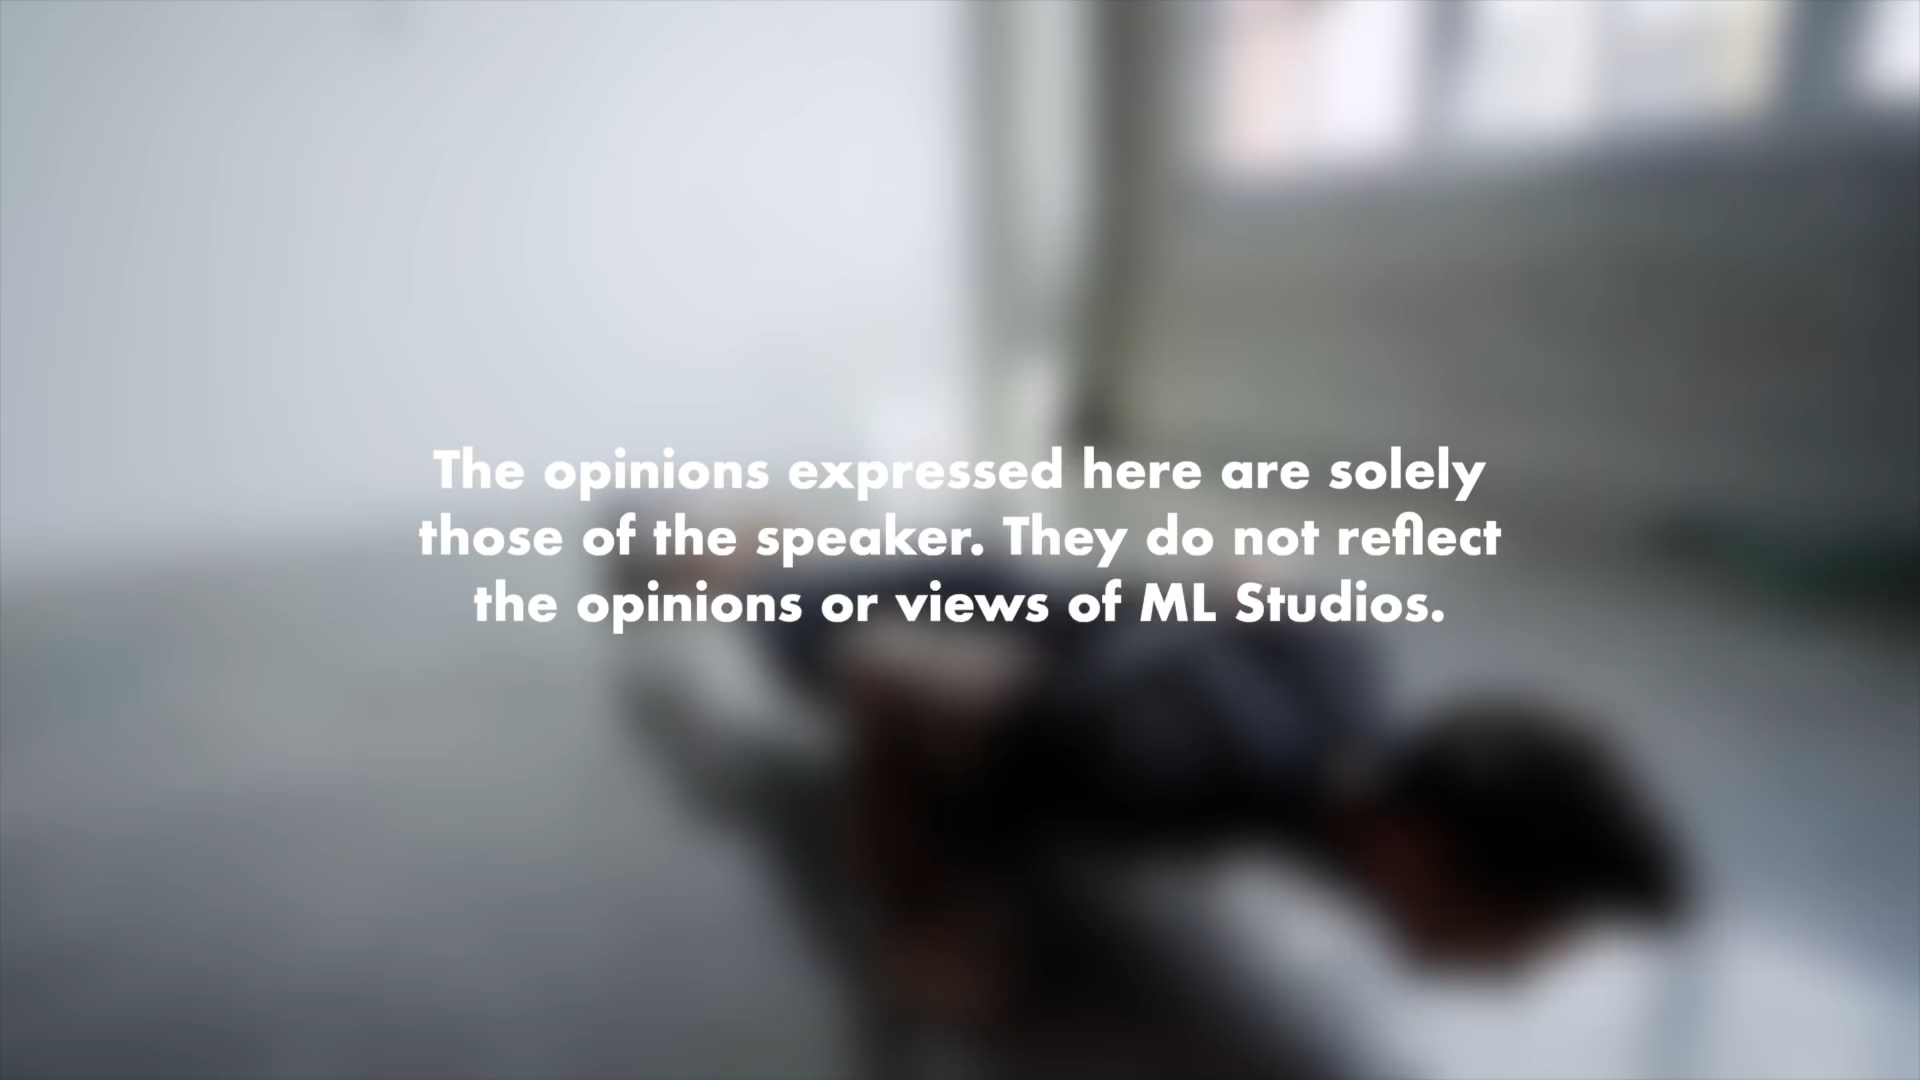 The opinions expressed here are solely
those of the speaker. They do not reflect
the opinions or views of ML Studios.